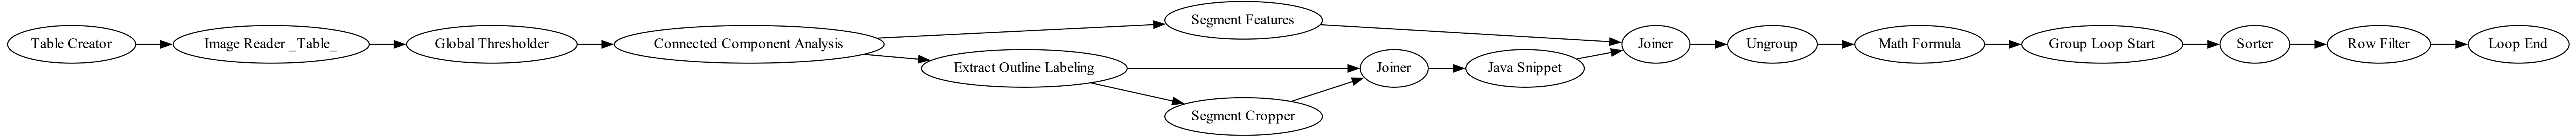 Table Creator
Image Reader _Table_
Global Thresholder
Connected Component Analysis
Segment Features
Extract Outline Labeling
Segment Cropper
Joiner
Java Snippet
Joiner
Ungroup
Math Formula
Group Loop Start
Sorter
Row Filter
Loop End